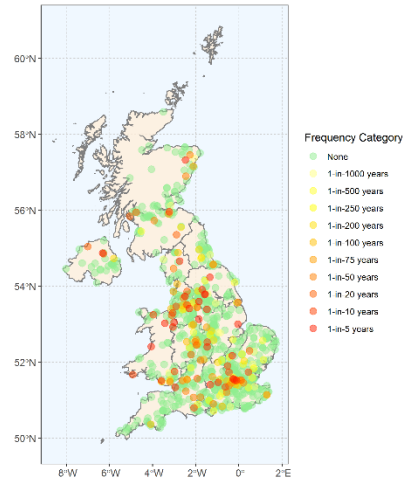 60°N
58°N
56°N
54°N
52°N
50°N
8°W 6°W 4°W 2°W 0° 2°E
Frequency Category
None
1-in-1000 years
1-in-500 years
1-in-250 years
1-in-200 years
1-in 100 years
1-in-75 years
1-in-50 years
1-in 20 years
1-in-10 years
1-in-5 years